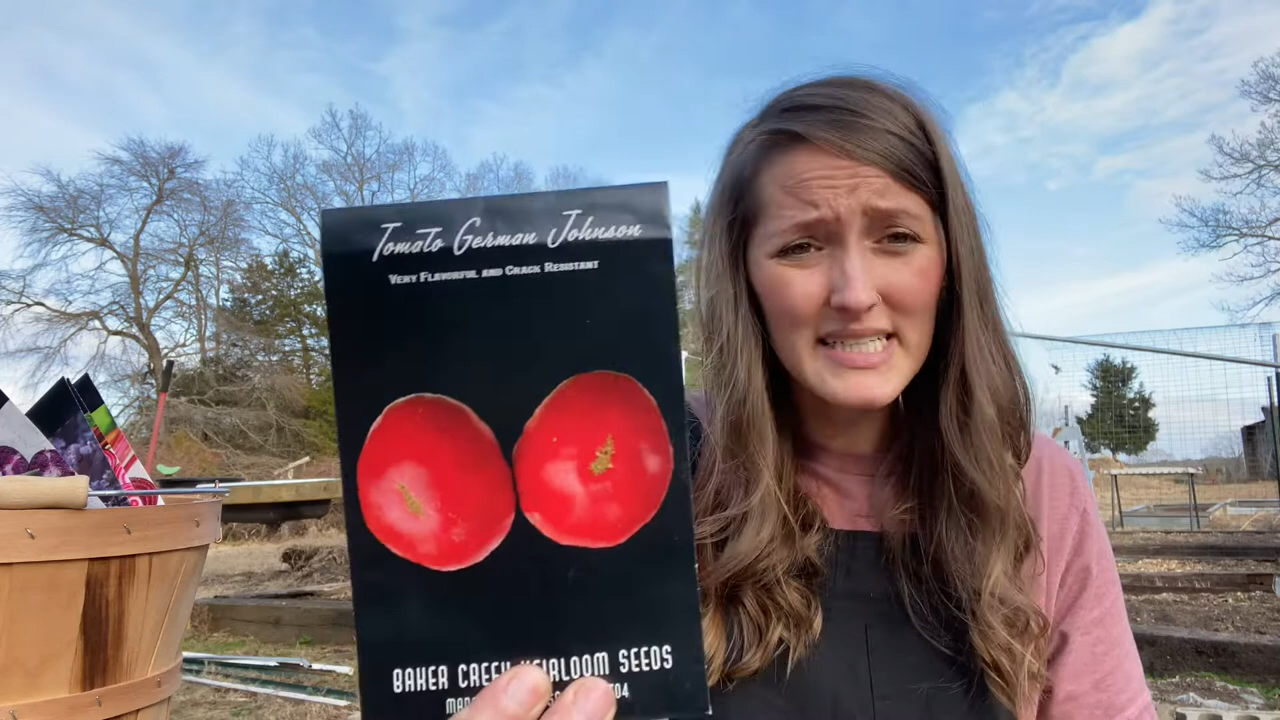 Tomato German Johnson
Very Flavorful and Crack Resistant
BAKER CREEK HEIRLOOM SEEDS